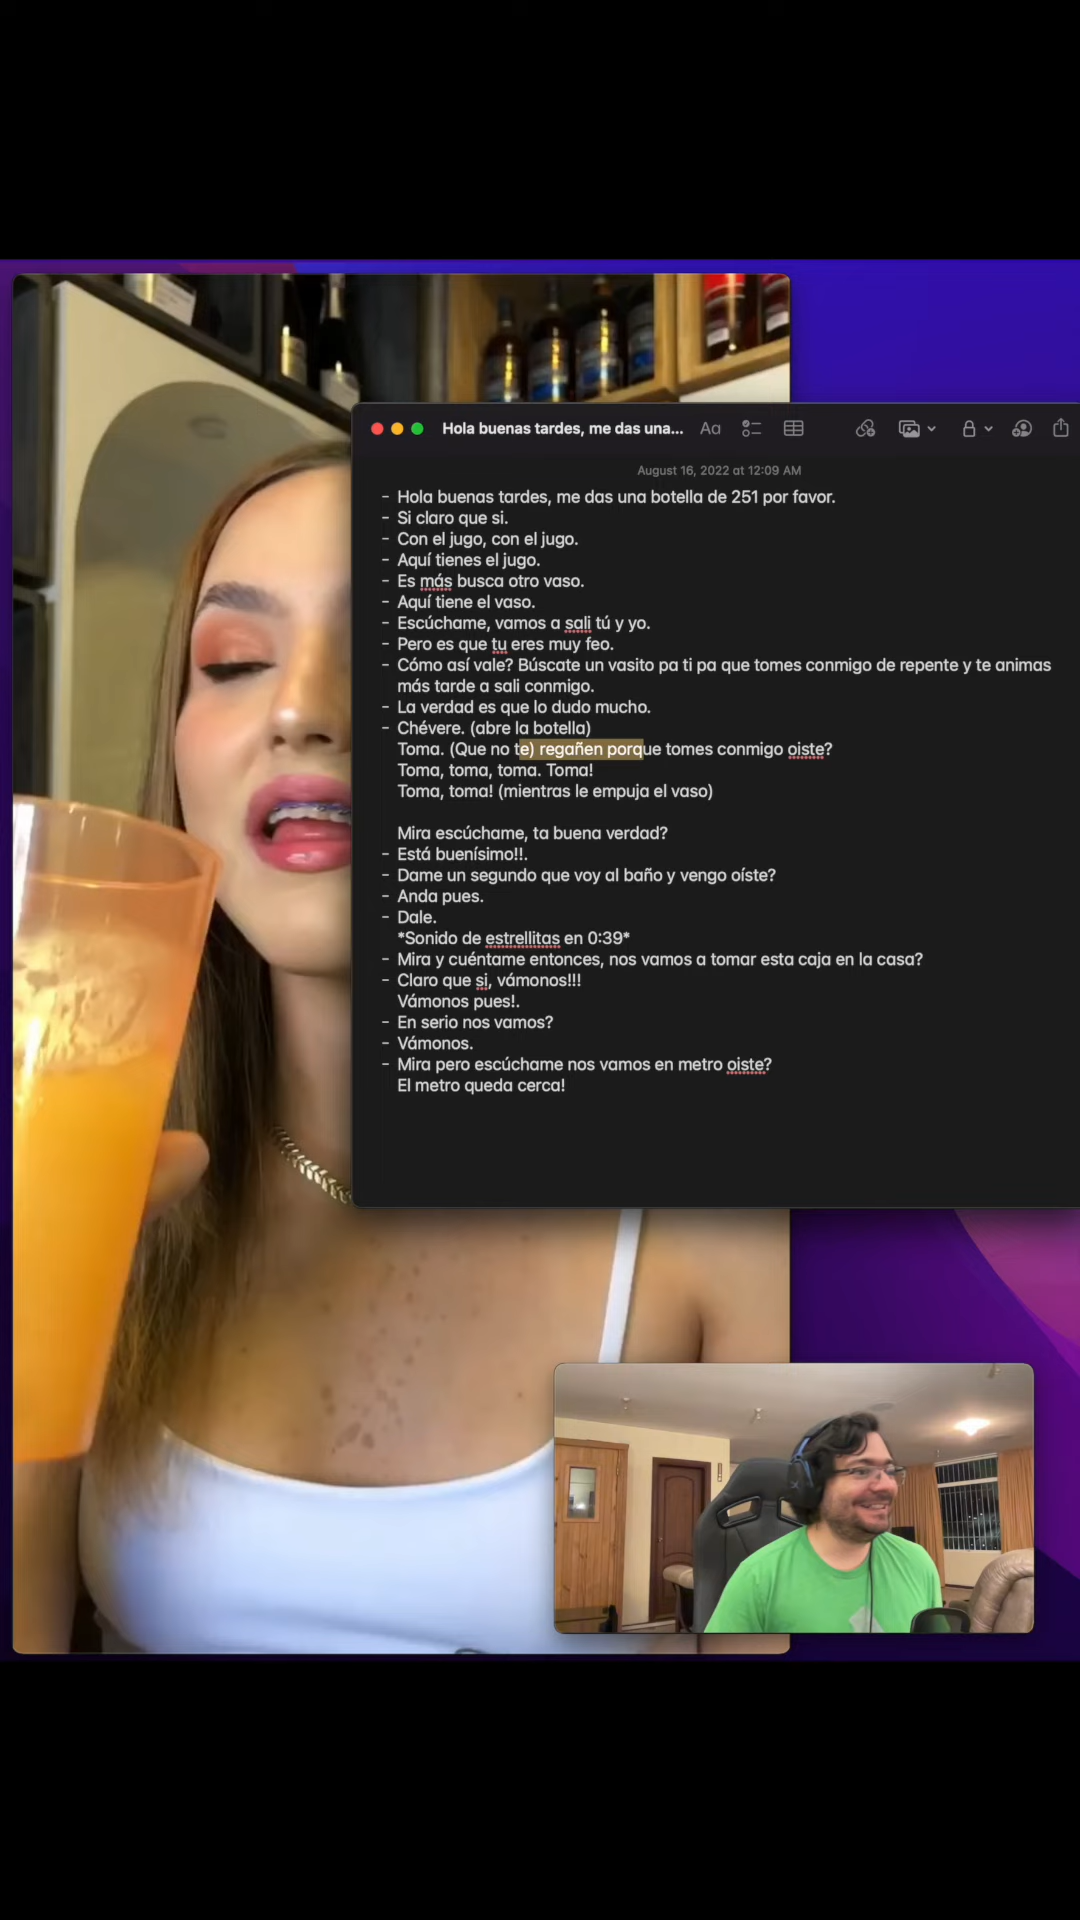 Hola buenas tardes, me das una...
Aa
August 16, 2022 at 12:09 AM
- Hola buenas tardes, me das una botella de 251 por favor.
- Si claro que si.
- Con el jugo, con el jugo.
- Aquí tienes el jugo.
- Es más busca otro vaso.
- Aquí tiene el vaso.
- Escúchame, vamos a sali tú y yo.
- Pero es que tu eres muy feo.
- Cómo así vale? Búscate un vasito pa ti pa que tomes conmigo de repente y te animas
más tarde a sali conmigo.
- La verdad es que lo dudo mucho.
- Chévere. (abre la botella)
Toma. (Que no te) regañen porque tomes conmigo oiste?
Toma, toma, toma. Toma!
Toma, toma! (mientras le empuja el vaso)
Mira escúchame, ta buena verdad?
- Está buenísimo!!.
- Dame un segundo que voy al baño y vengo oíste?
- Anda pues.
- Dale.
*Sonido de estrellitas en 0:39*
- Mira y cuéntame entonces, nos vamos a tomar esta caja en la casa?
- Claro que si, vámonos!!!
Vámonos pues!.
- En serio nos vamos?
- Vámonos.
- Mira pero escúchame nos vamos en metro oiste?
El metro queda cerca!